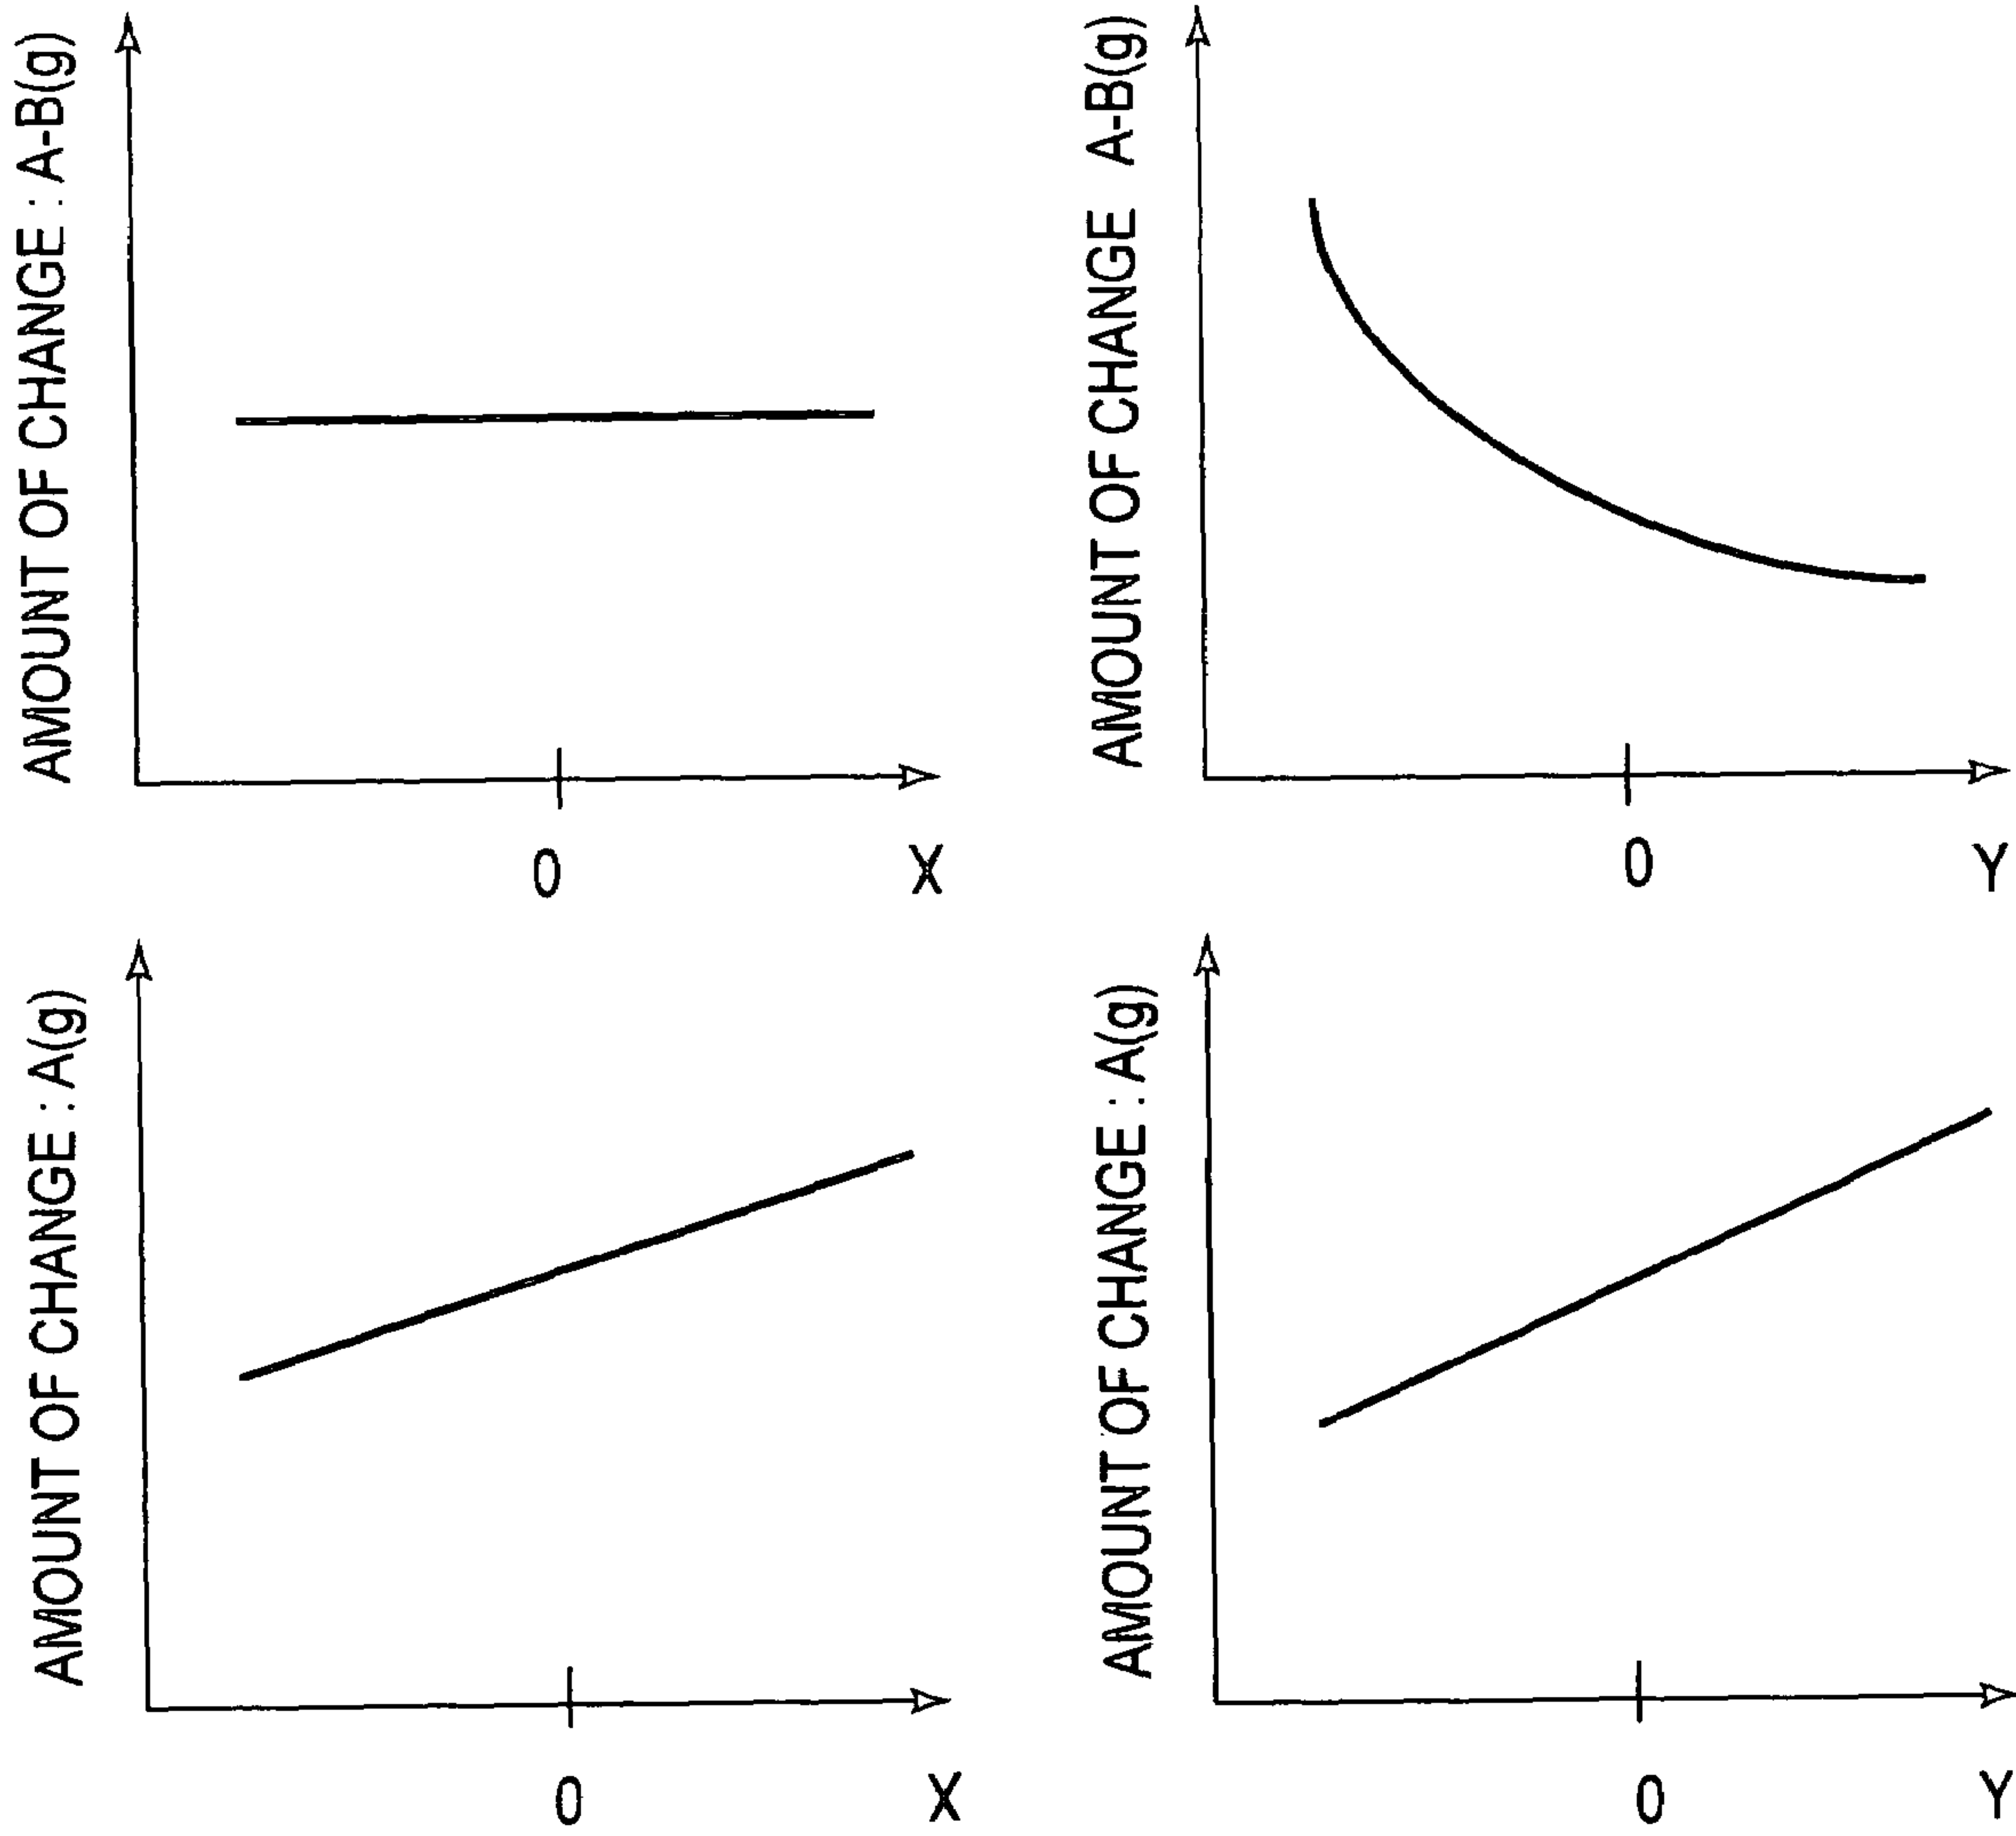 AMOUNT OF CHANGE : A-B(g)
0
X
AMOUNT OF CHANGE A-B(g)
0
Y
AMOUNT OF CHANGE : A(g)
0
X
AMOUNT OF CHANGE : A(g)
0
Y